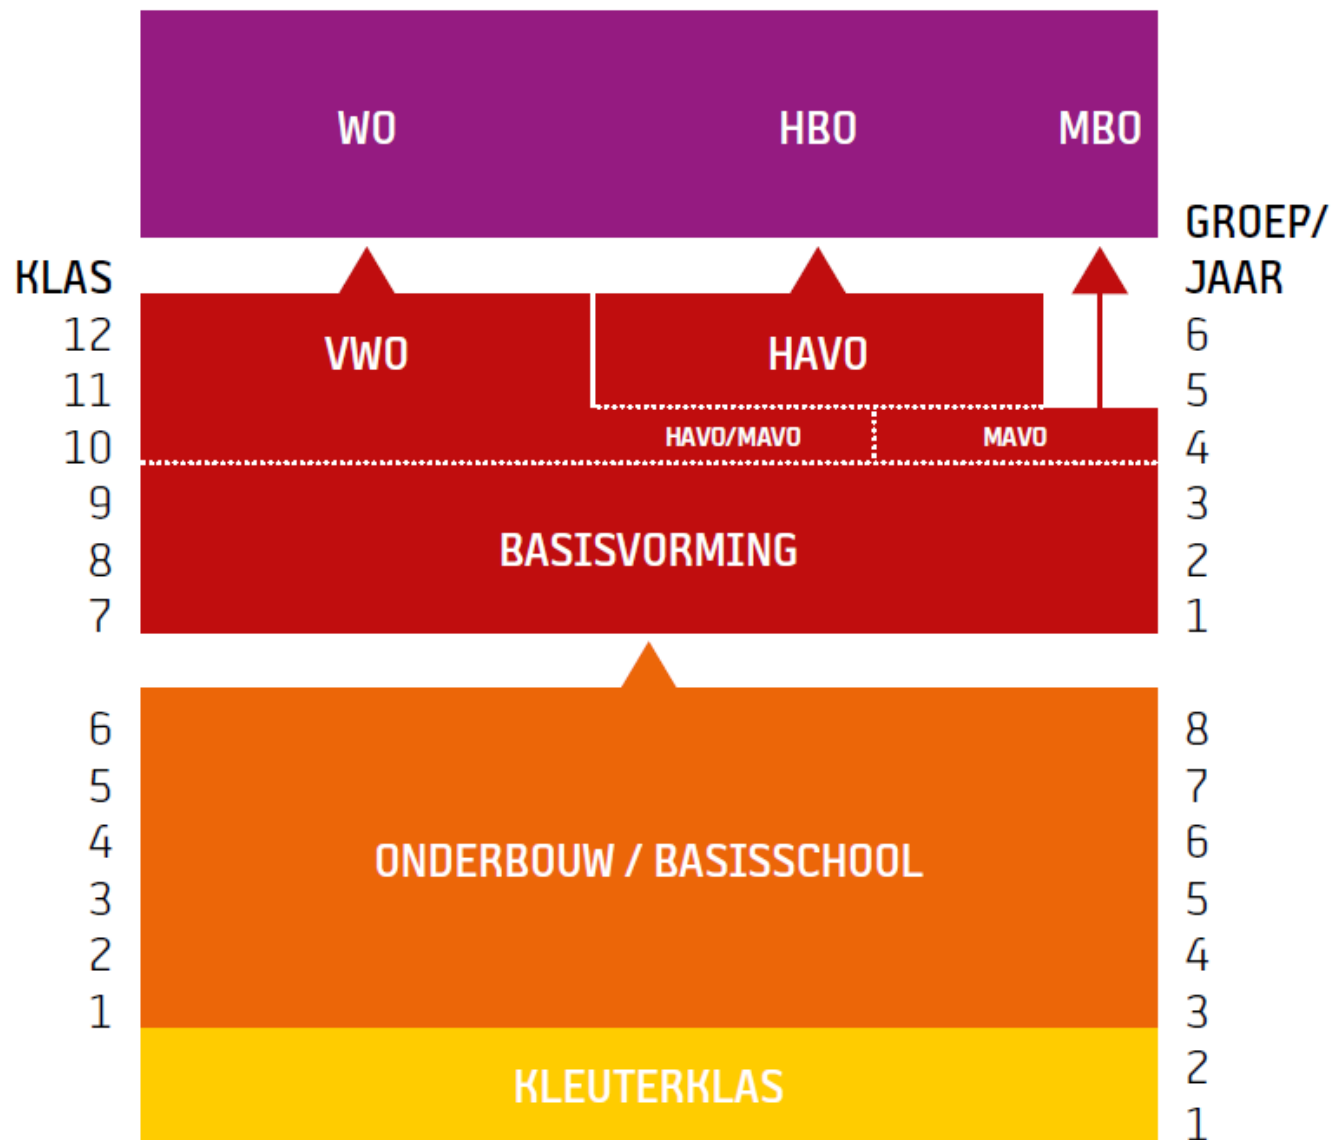 WO HBO MBO
GROEP/
KLAS JAAR
12 VWO HAVO 6
11 5
10 HAVO/MAVO MAVO 4
9 3
8 BASISVORMING 2
7 1
6 8
5 7
4 ONDERBOUW / BASISSCHOOL 6
3 5
2 4
1 3
KLEUTERKLAS 2
1